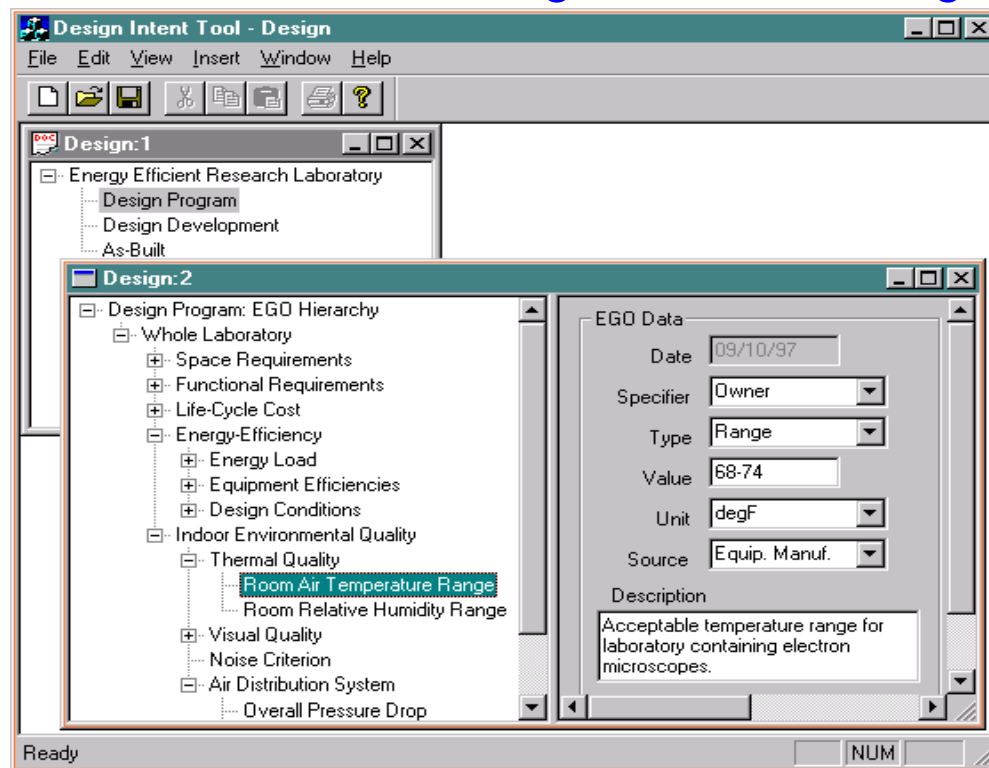 Design Intent Tool - Design
File Edit View Insert Window Help
DOC
Design:1
Energy Efficient Research Laboratory
Design Program
Design Development
As-Built
Design:2
Design Program: EGO Hierarchy
Whole Laboratory
Space Requirements
Functional Requirements
Life-Cycle Cost
Energy-Efficiency
Energy Load
Equipment Efficiencies
Design Conditions
Indoor Environmental Quality
Thermal Quality
Room Air Temperature Range
Room Relative Humidity Range
Visual Quality
Noise Criterion
Air Distribution System
Overall Pressure Drop
EGO Data
Date 09/10/97
Specifier Owner
Type Range
Value 68-74
Unit degF
Source Equip. Manuf.
Description
Acceptable temperature range for
laboratory containing electron
microscopes.
Ready NUM